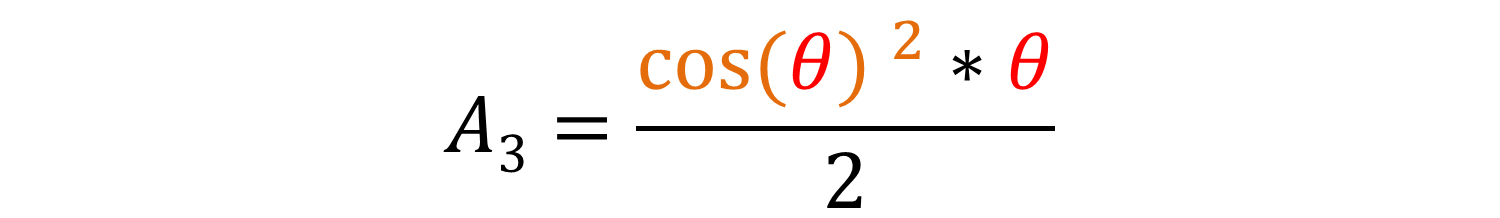 A₃ = cos(θ)² * θ / 2